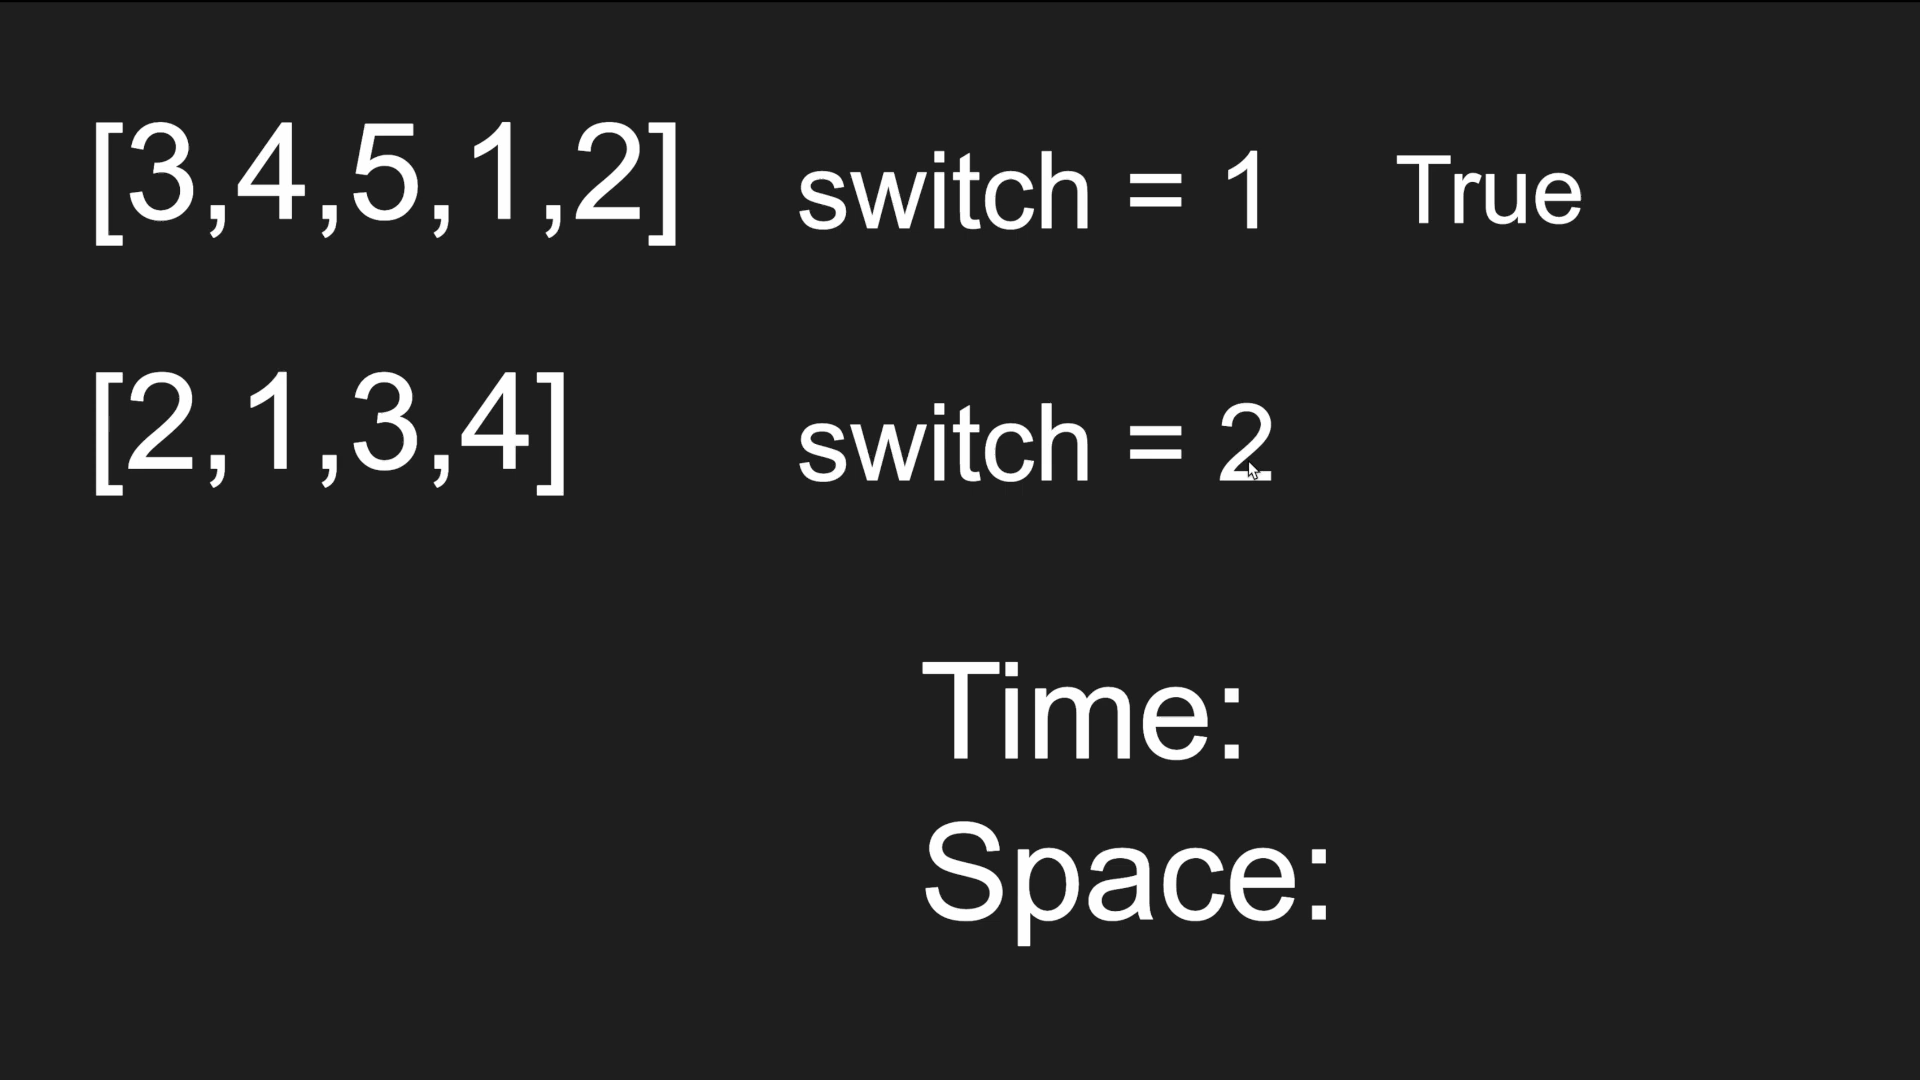 [3,4,5,1,2] switch = 1 True
[2,1,3,4] switch = 2
Time:
Space: